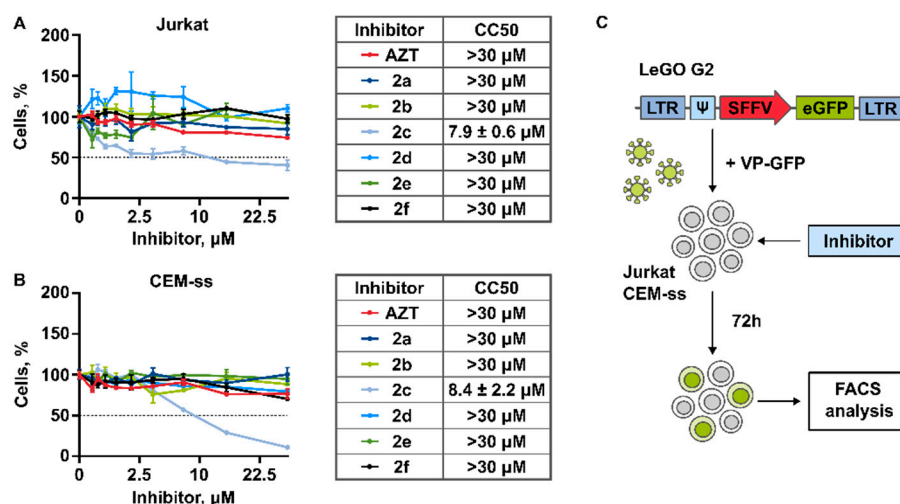 A
Jurkat
Cells, %
200
150
100
50
0
0 2.5 10 22.5
Inhibitor, µM
Inhibitor CC50
AZT >30 µM
2a >30 µM
2b >30 µM
2c 7.9 ± 0.6 µM
2d >30 µM
2e >30 µM
2f >30 µM
B
CEM-ss
Cells, %
200
150
100
50
0
0 2.5 10 22.5
Inhibitor, µM
Inhibitor CC50
AZT >30 µM
2a >30 µM
2b >30 µM
2c 8.4 ± 2.2 µM
2d >30 µM
2e >30 µM
2f >30 µM
C
LeGO G2
LTR Ψ SFFV eGFP LTR
+ VP-GFP
Inhibitor
Jurkat
CEM-ss
72h
FACS
analysis